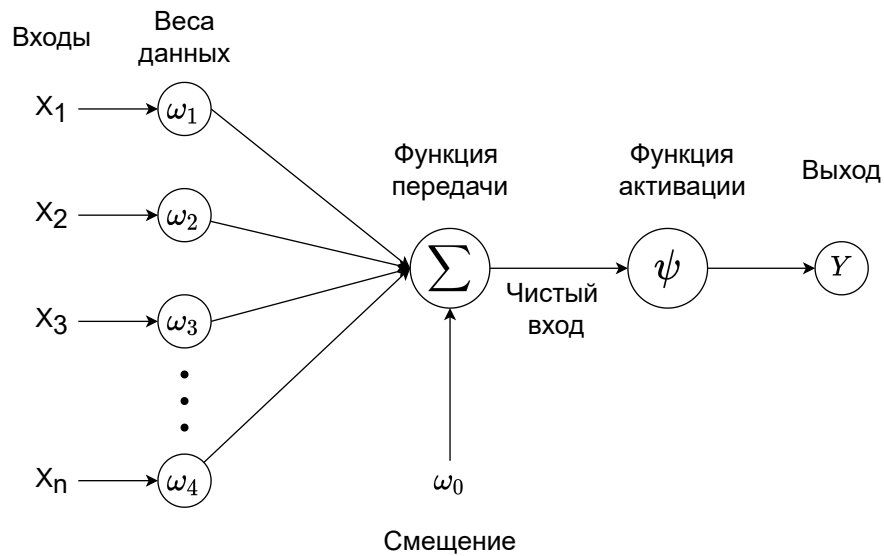 Входы
Веса
данных
X1
ω1
X2
ω2
X3
ω3
Xn
ω4
Функция
передачи
∑
Чистый
вход
ω0
Смещение
Функция
активации
ψ
Выход
Y